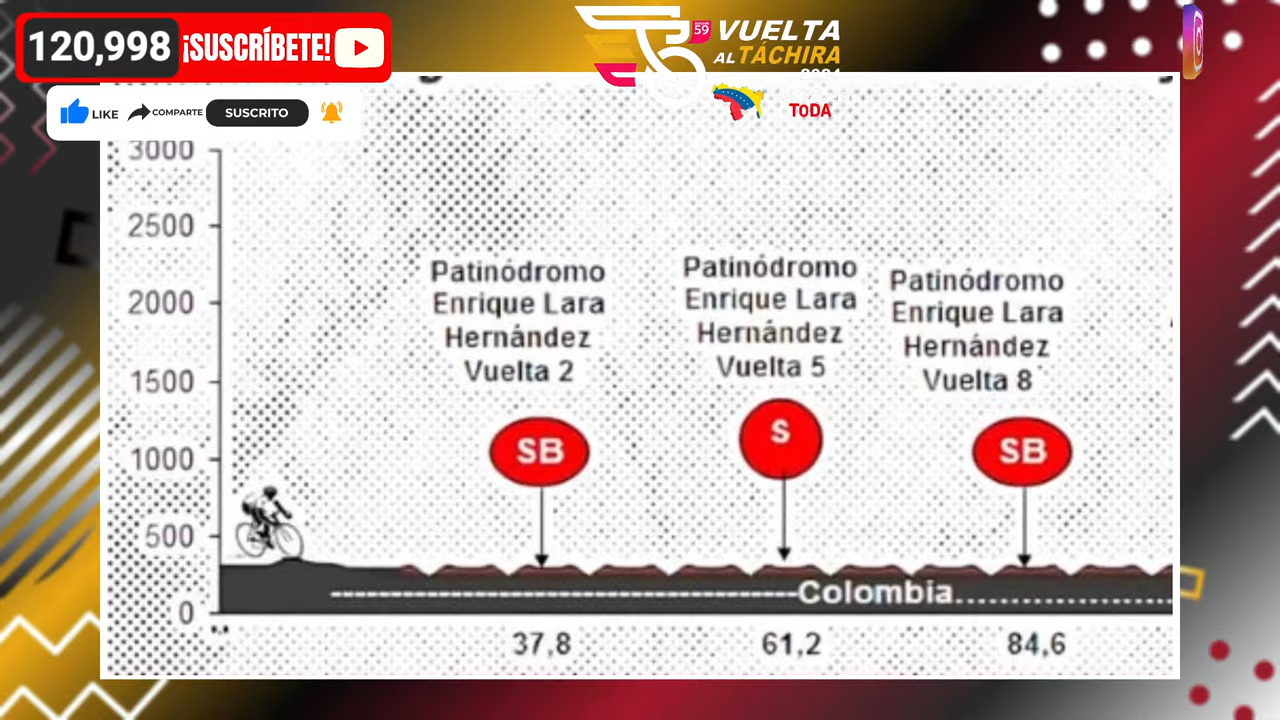 120,998 ¡SUSCRÍBETE!
LIKE COMPARTE SUSCRITO
59 VUELTA
AL TÁCHIRA
2024
ToDA
3000
2500
2000
1500
1000
500
0
Patinódromo
Enrique Lara
Hernández
Vuelta 2
SB
Patinódromo
Enrique Lara
Hernández
Vuelta 5
S
Patinódromo
Enrique Lara
Hernández
Vuelta 8
SB
Colombia
37,8
61,2
84,6